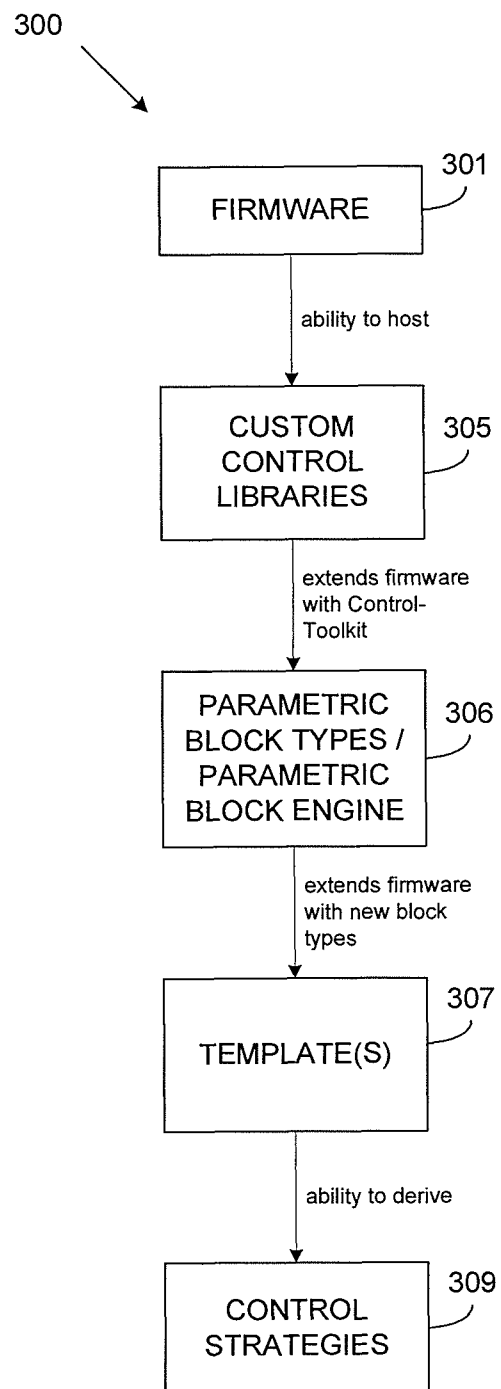 300
301
FIRMWARE
ability to host
CUSTOM
CONTROL
LIBRARIES
305
extends firmware
with Control-
Toolkit
PARAMETRIC
BLOCK TYPES /
PARAMETRIC
BLOCK ENGINE
306
extends firmware
with new block
types
307
TEMPLATE(S)
ability to derive
CONTROL
STRATEGIES
309